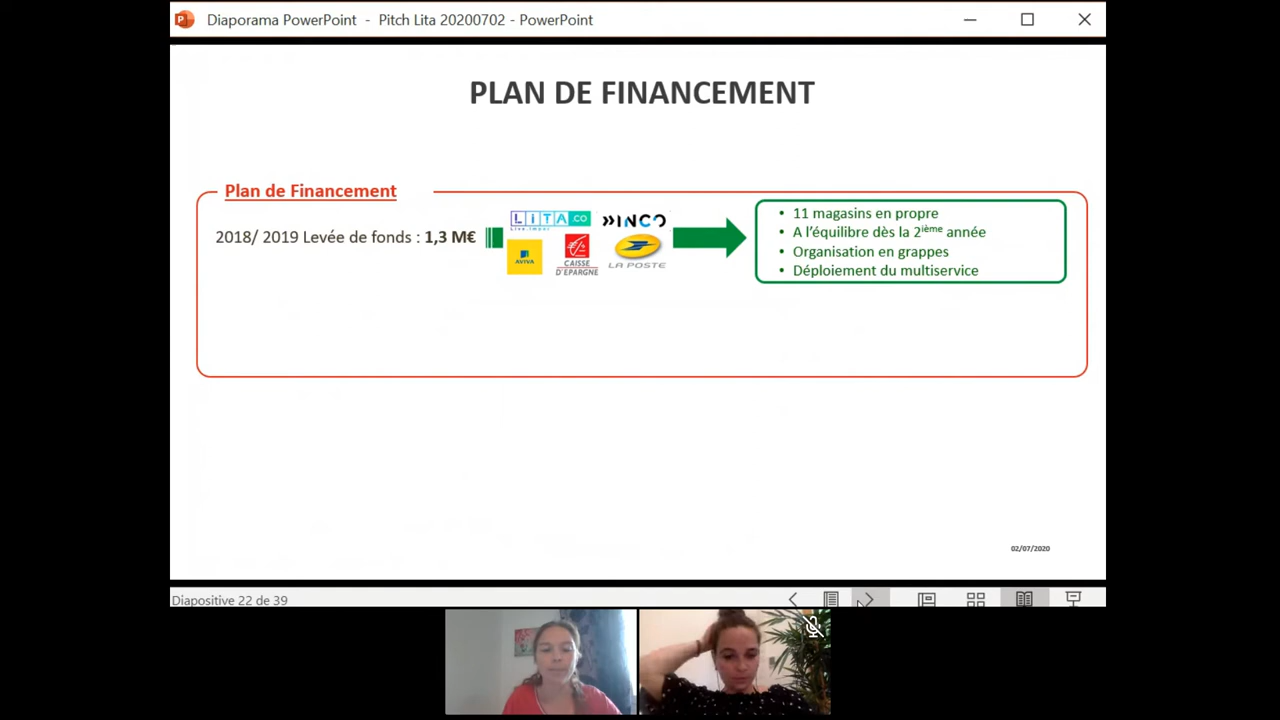 Diaporama PowerPoint - Pitch Lita 20200702 - PowerPoint
PLAN DE FINANCEMENT
Plan de Financement
2018/ 2019 Levée de fonds : 1,3 M€
LITA.CO
INCO
AVIVA
CAISSE
D'EPARGNE
LA POSTE
• 11 magasins en propre
• A l'équilibre dès la 2ième année
• Organisation en grappes
• Déploiement du multiservice
02/07/2020
Diapositive 22 de 39